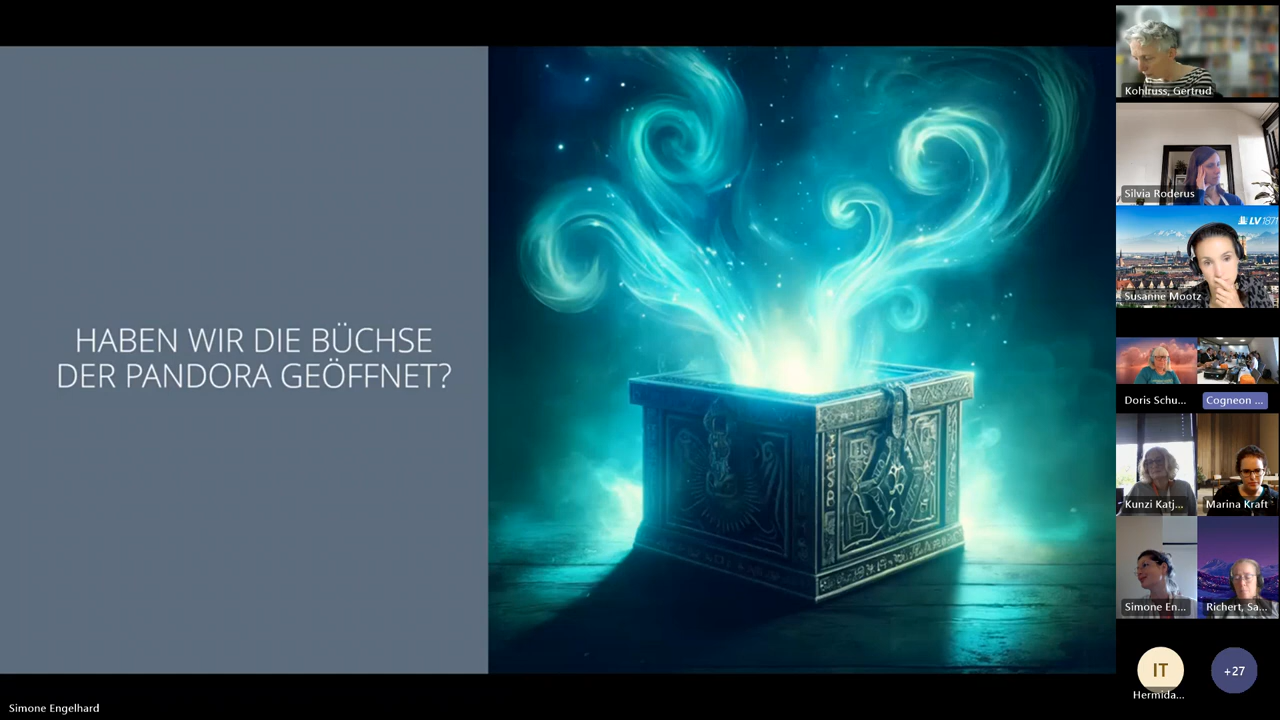 HABEN WIR DIE BÜCHSE
DER PANDORA GEÖFFNET?
Kohlruss, Gertrud
Silvia Roderus
LV 1871
Susanne Mootz
Doris Schu...
Cogneon ...
Kunzi Katj...
Marina Kraft
Simone En...
Richert, Sa...
IT
Hermida...
+27
Simone Engelhard